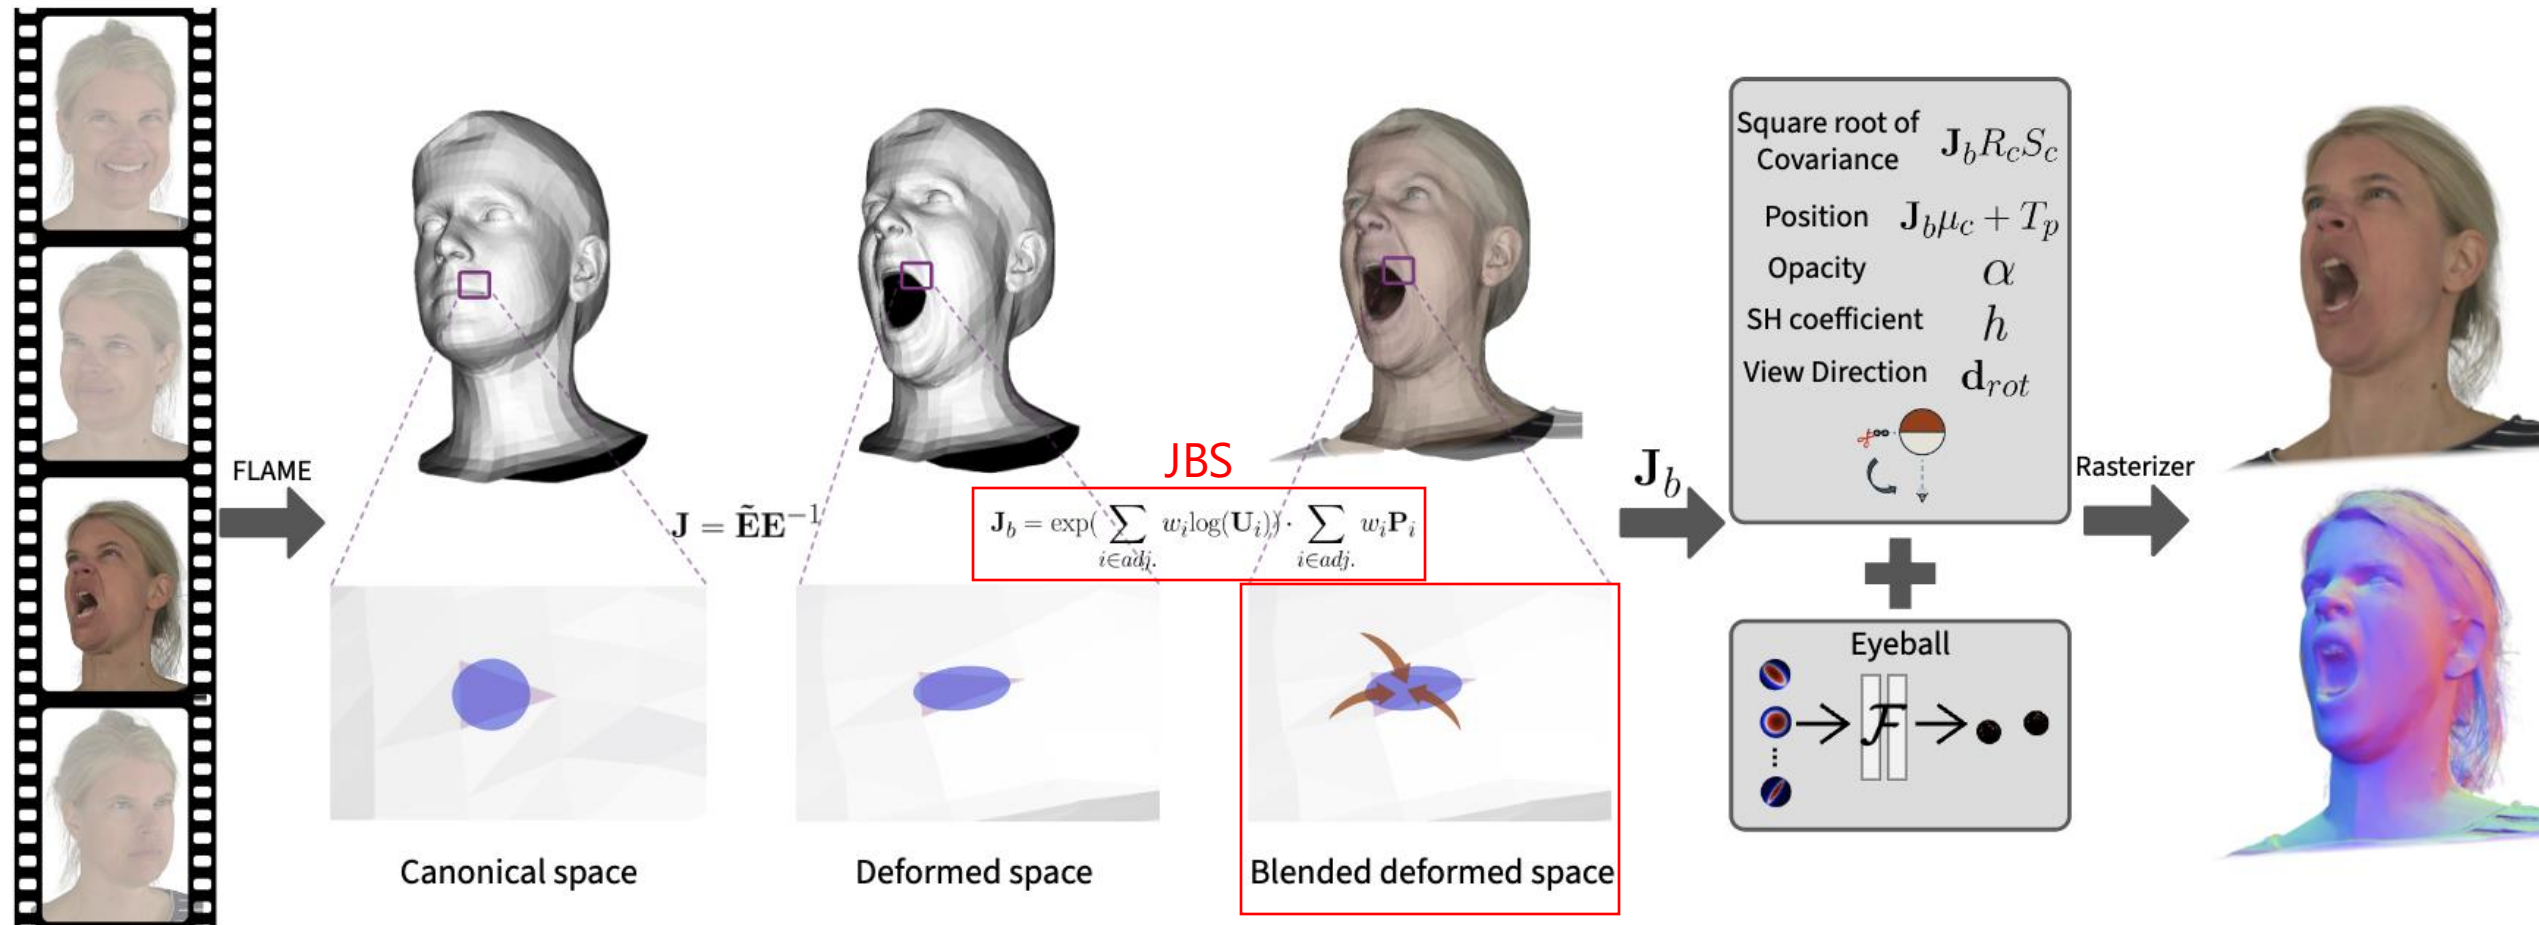 FLAME
J = ẼE⁻¹
JBS
J_b = exp(∑_{i∈adj.} w_i log(U_i)) · ∑_{i∈adj.} w_i P_i
Canonical space
Deformed space
Blended deformed space
J_b
Square root of
Covariance J_b R_c S_c
Position J_b μ_c + T_p
Opacity α
SH coefficient h
View Direction d_rot
Eyeball
F
Rasterizer